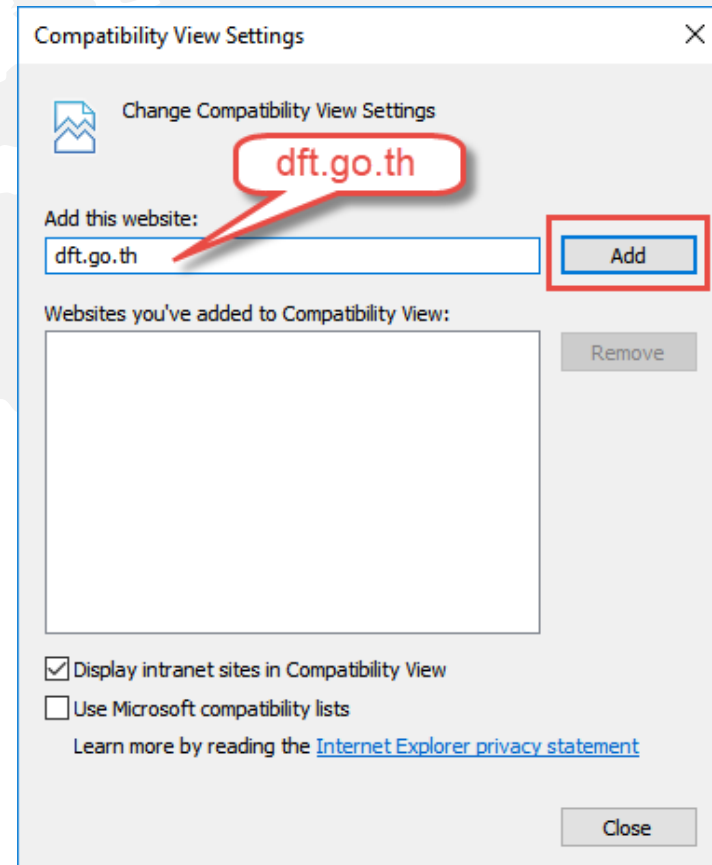 Compatibility View Settings
Change Compatibility View Settings
dft.go.th
Add this website:
dft.go.th
Add
Websites you've added to Compatibility View:
Remove
Display intranet sites in Compatibility View
Use Microsoft compatibility lists
Learn more by reading the Internet Explorer privacy statement
Close